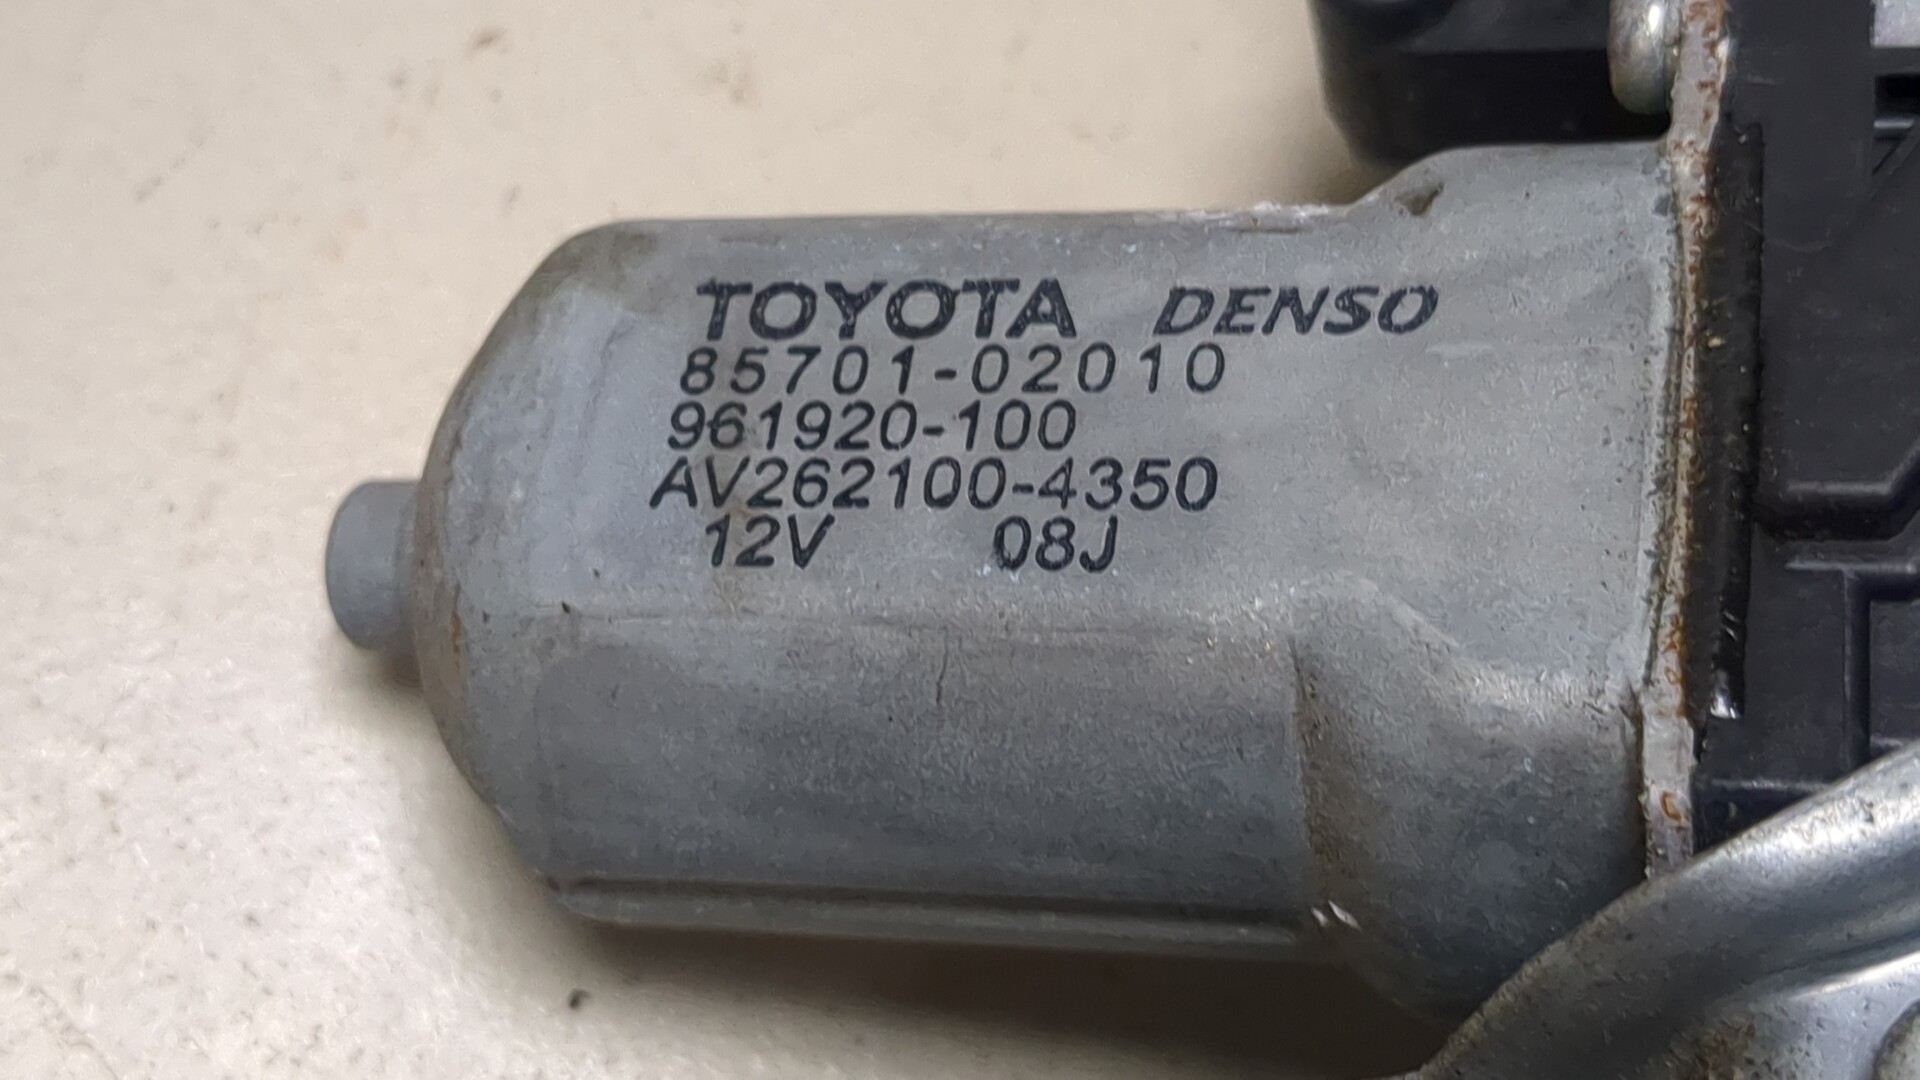 TOYOTA DENSO
85701-02010
961920-100
AV262100-4350
12V 08J